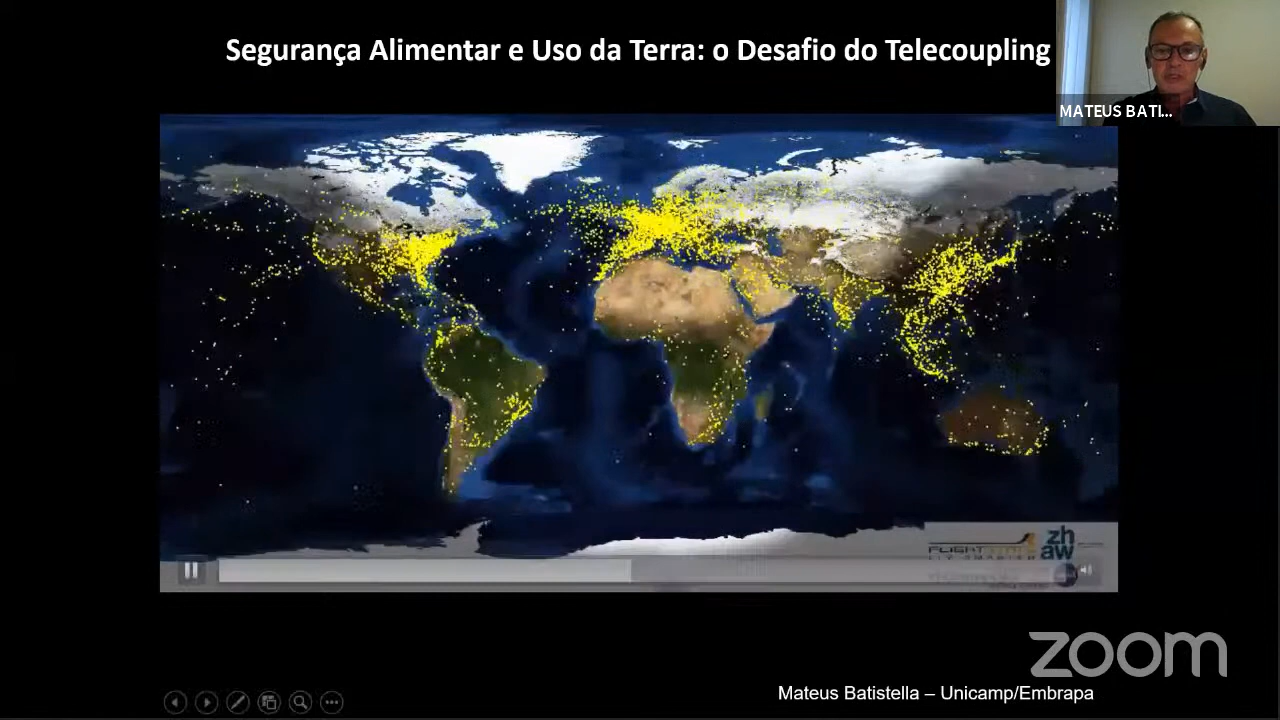 Segurança Alimentar e Uso da Terra: o Desafio do Telecoupling
MATEUS BATI...
zh
aw
zoom
Mateus Batistella – Unicamp/Embrapa